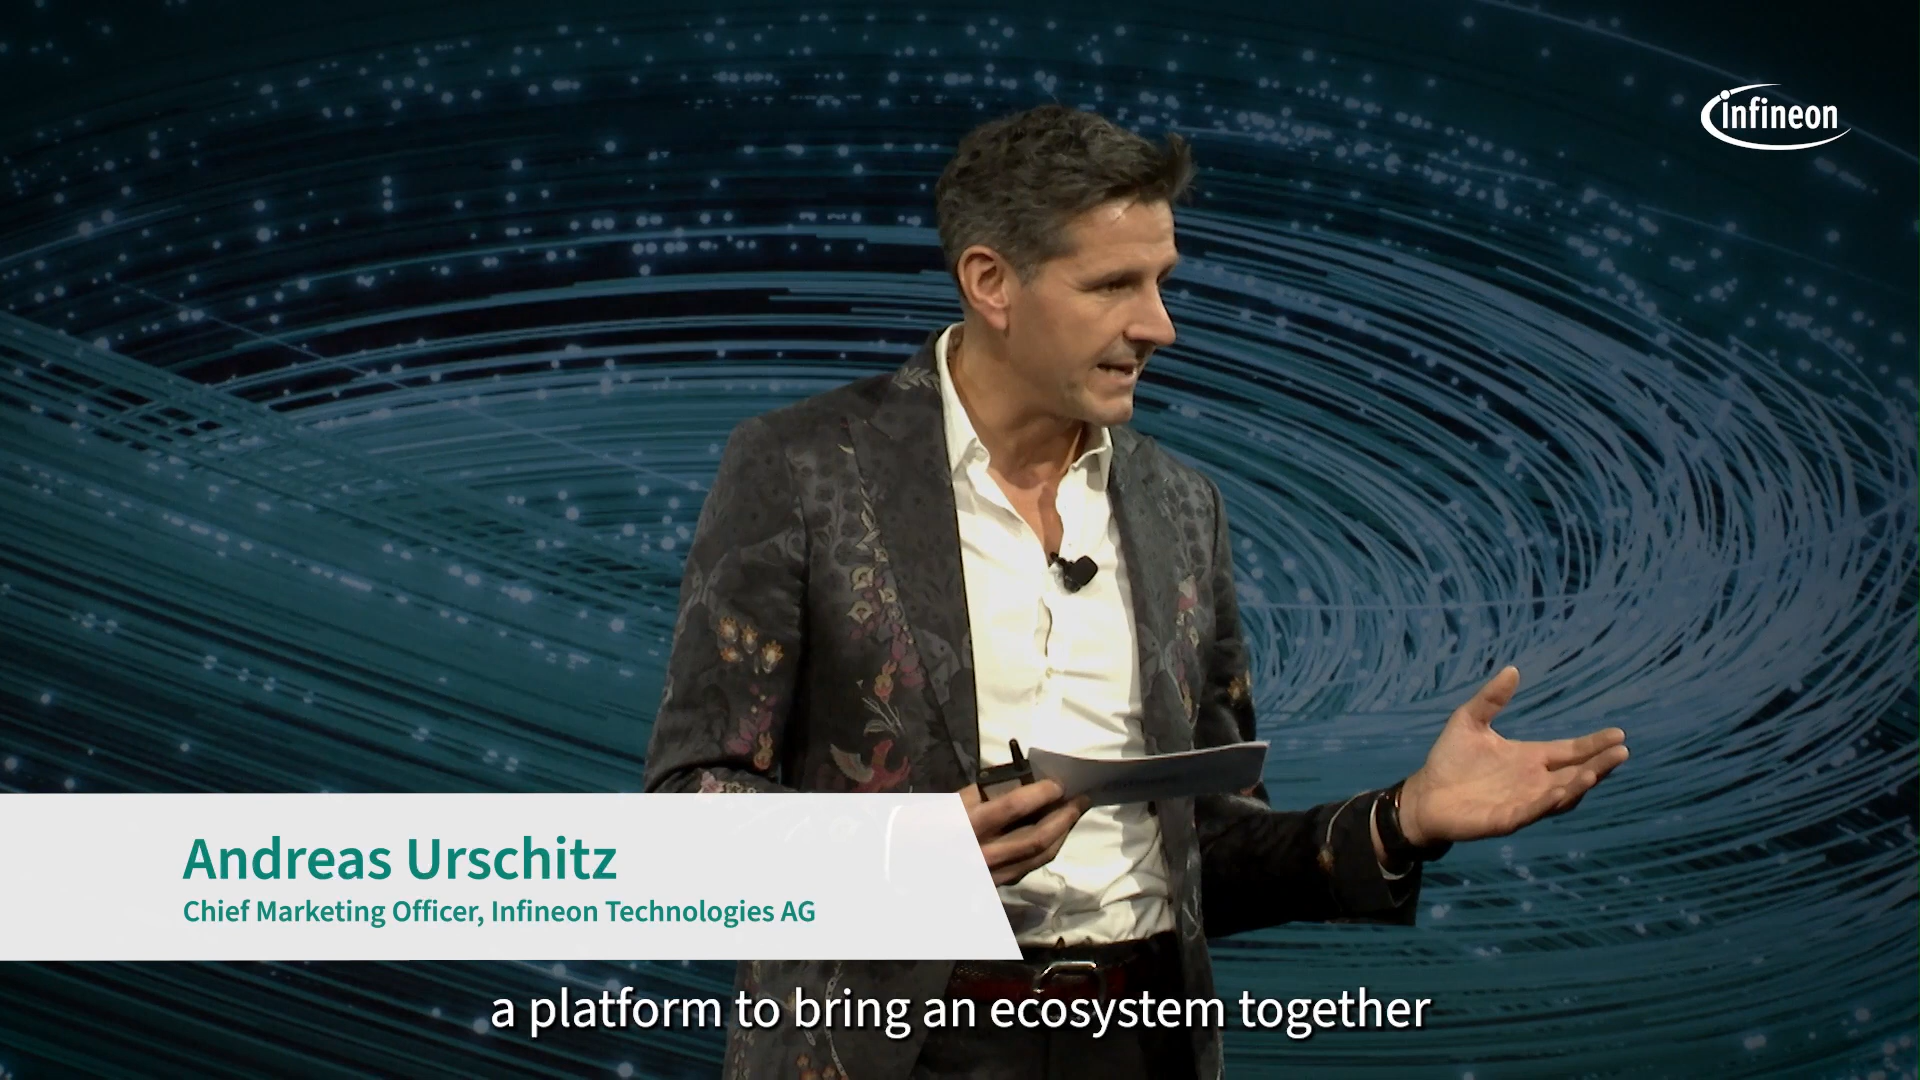 infineon
Andreas Urschitz
Chief Marketing Officer, Infineon Technologies AG
a platform to bring an ecosystem together